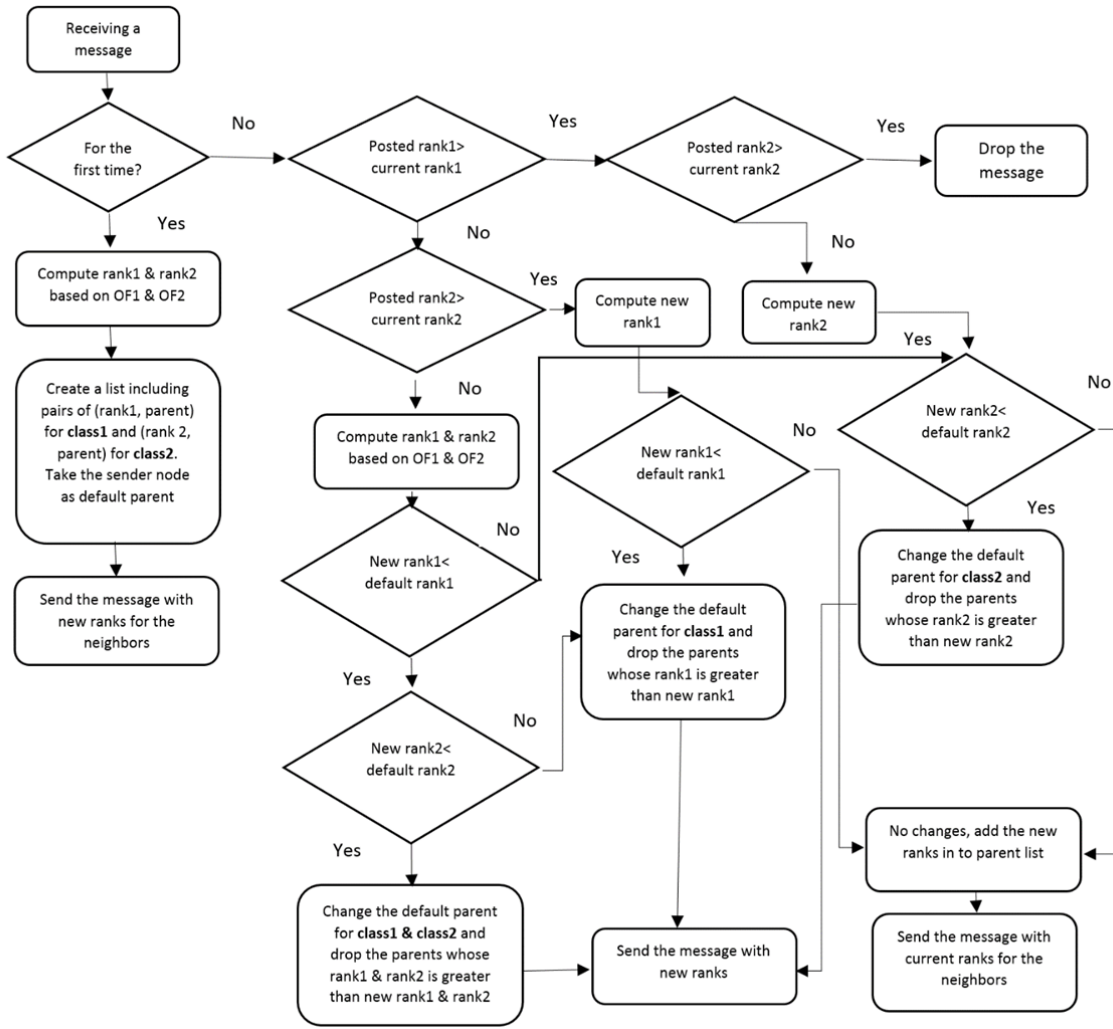 Receiving a
message
For the
first time?
No
Posted rank1>
current rank1
Yes
Posted rank2>
current rank2
Yes
Drop the
message
Yes
No
No
Compute rank1 & rank2
based on OF1 & OF2
Posted rank2>
current rank2
Yes
Compute new
rank1
Compute new
rank2
Yes
Create a list including
pairs of (rank1, parent)
for class1 and (rank 2,
parent) for class2.
Take the sender node
as default parent
No
Compute rank1 & rank2
based on OF1 & OF2
New rank1<
default rank1
No
New rank2<
default rank2
No
Yes
Yes
Send the message with
new ranks for the
neighbors
New rank1<
default rank1
No
Change the default
parent for class1 and
drop the parents
whose rank1 is greater
than new rank1
Change the default
parent for class2 and
drop the parents
whose rank2 is greater
than new rank2
Yes
New rank2<
default rank2
No
Yes
No changes, add the new
ranks in to parent list
Change the default parent
for class1 & class2 and
drop the parents whose
rank1 & rank2 is greater
than new rank1 & rank2
Send the message with
new ranks
Send the message with
current ranks for the
neighbors